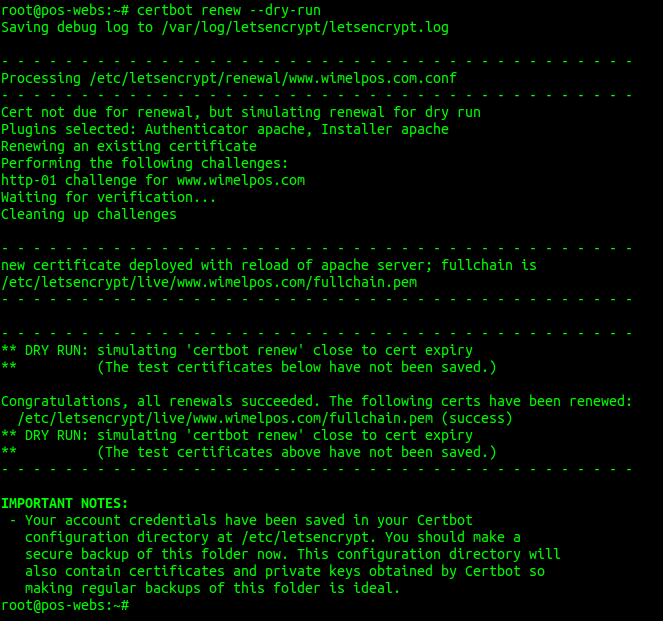 root@pos-webs:~# certbot renew --dry-run
Saving debug log to /var/log/letsencrypt/letsencrypt.log
- - - - - - - - - - - - - - - - - - - - - - - - - - - - - - - - - - - - - - - -
Processing /etc/letsencrypt/renewal/www.wimelpos.com.conf
- - - - - - - - - - - - - - - - - - - - - - - - - - - - - - - - - - - - - - - -
Cert not due for renewal, but simulating renewal for dry run
Plugins selected: Authenticator apache, Installer apache
Renewing an existing certificate
Performing the following challenges:
http-01 challenge for www.wimelpos.com
Waiting for verification...
Cleaning up challenges
- - - - - - - - - - - - - - - - - - - - - - - - - - - - - - - - - - - - - - - -
new certificate deployed with reload of apache server; fullchain is
/etc/letsencrypt/live/www.wimelpos.com/fullchain.pem
- - - - - - - - - - - - - - - - - - - - - - - - - - - - - - - - - - - - - - - -
- - - - - - - - - - - - - - - - - - - - - - - - - - - - - - - - - - - - - - - -
** DRY RUN: simulating 'certbot renew' close to cert expiry
**          (The test certificates below have not been saved.)
Congratulations, all renewals succeeded. The following certs have been renewed:
  /etc/letsencrypt/live/www.wimelpos.com/fullchain.pem (success)
** DRY RUN: simulating 'certbot renew' close to cert expiry
**          (The test certificates above have not been saved.)
- - - - - - - - - - - - - - - - - - - - - - - - - - - - - - - - - - - - - - - -
IMPORTANT NOTES:
 - Your account credentials have been saved in your Certbot
   configuration directory at /etc/letsencrypt. You should make a
   secure backup of this folder now. This configuration directory will
   also contain certificates and private keys obtained by Certbot so
   making regular backups of this folder is ideal.
root@pos-webs:~#